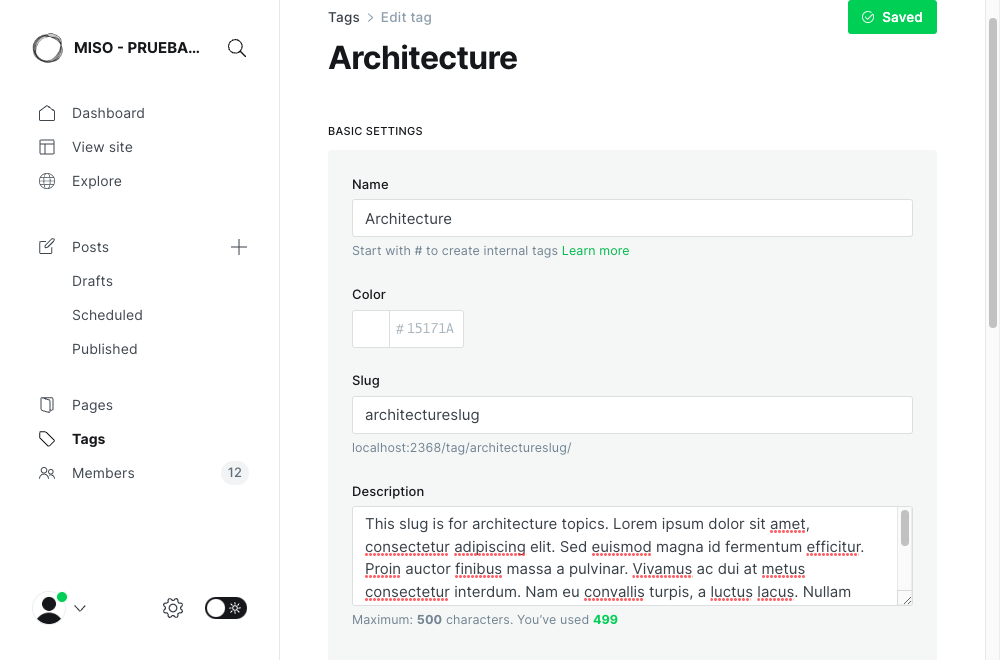 MISO - PRUEBA...
Dashboard
View site
Explore
Posts
Drafts
Scheduled
Published
Pages
Tags
Members 12
Tags > Edit tag
Saved
Architecture
BASIC SETTINGS
Name
Architecture
Start with # to create internal tags Learn more
Color
# 15171A
Slug
architectureslug
localhost:2368/tag/architectureslug/
Description
This slug is for architecture topics. Lorem ipsum dolor sit amet,
consectetur adipiscing elit. Sed euismod magna id fermentum efficitur.
Proin auctor finibus massa a pulvinar. Vivamus ac dui at metus
consectetur interdum. Nam eu convallis turpis, a luctus lacus. Nullam
Maximum: 500 characters. You've used 499